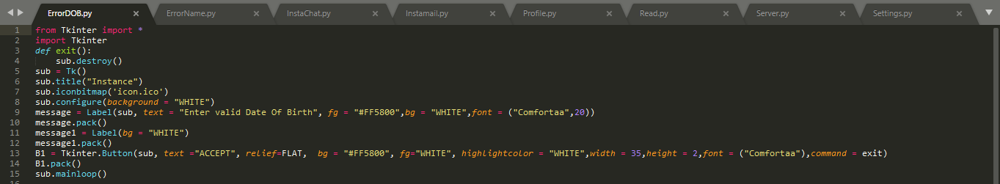 ErrorDOB.py ErrorName.py InstaChat.py Instamail.py Profile.py Read.py Server.py Settings.py
1 from Tkinter import *
2 import Tkinter
3 def exit():
4     sub.destroy()
5 sub = Tk()
6 sub.title("Instance")
7 sub.iconbitmap('icon.ico')
8 sub.configure(background = "WHITE")
9 message = Label(sub, text = "Enter valid Date Of Birth", fg = "#FF5800",bg = "WHITE",font = ("Comfortaa",20))
10 message.pack()
11 message1 = Label(bg = "WHITE")
12 message1.pack()
13 B1 = Tkinter.Button(sub, text ="ACCEPT", relief=FLAT,  bg = "#FF5800", fg="WHITE", highlightcolor = "WHITE",width = 35,height = 2,font = ("Comfortaa"),command = exit)
14 B1.pack()
15 sub.mainloop()
16